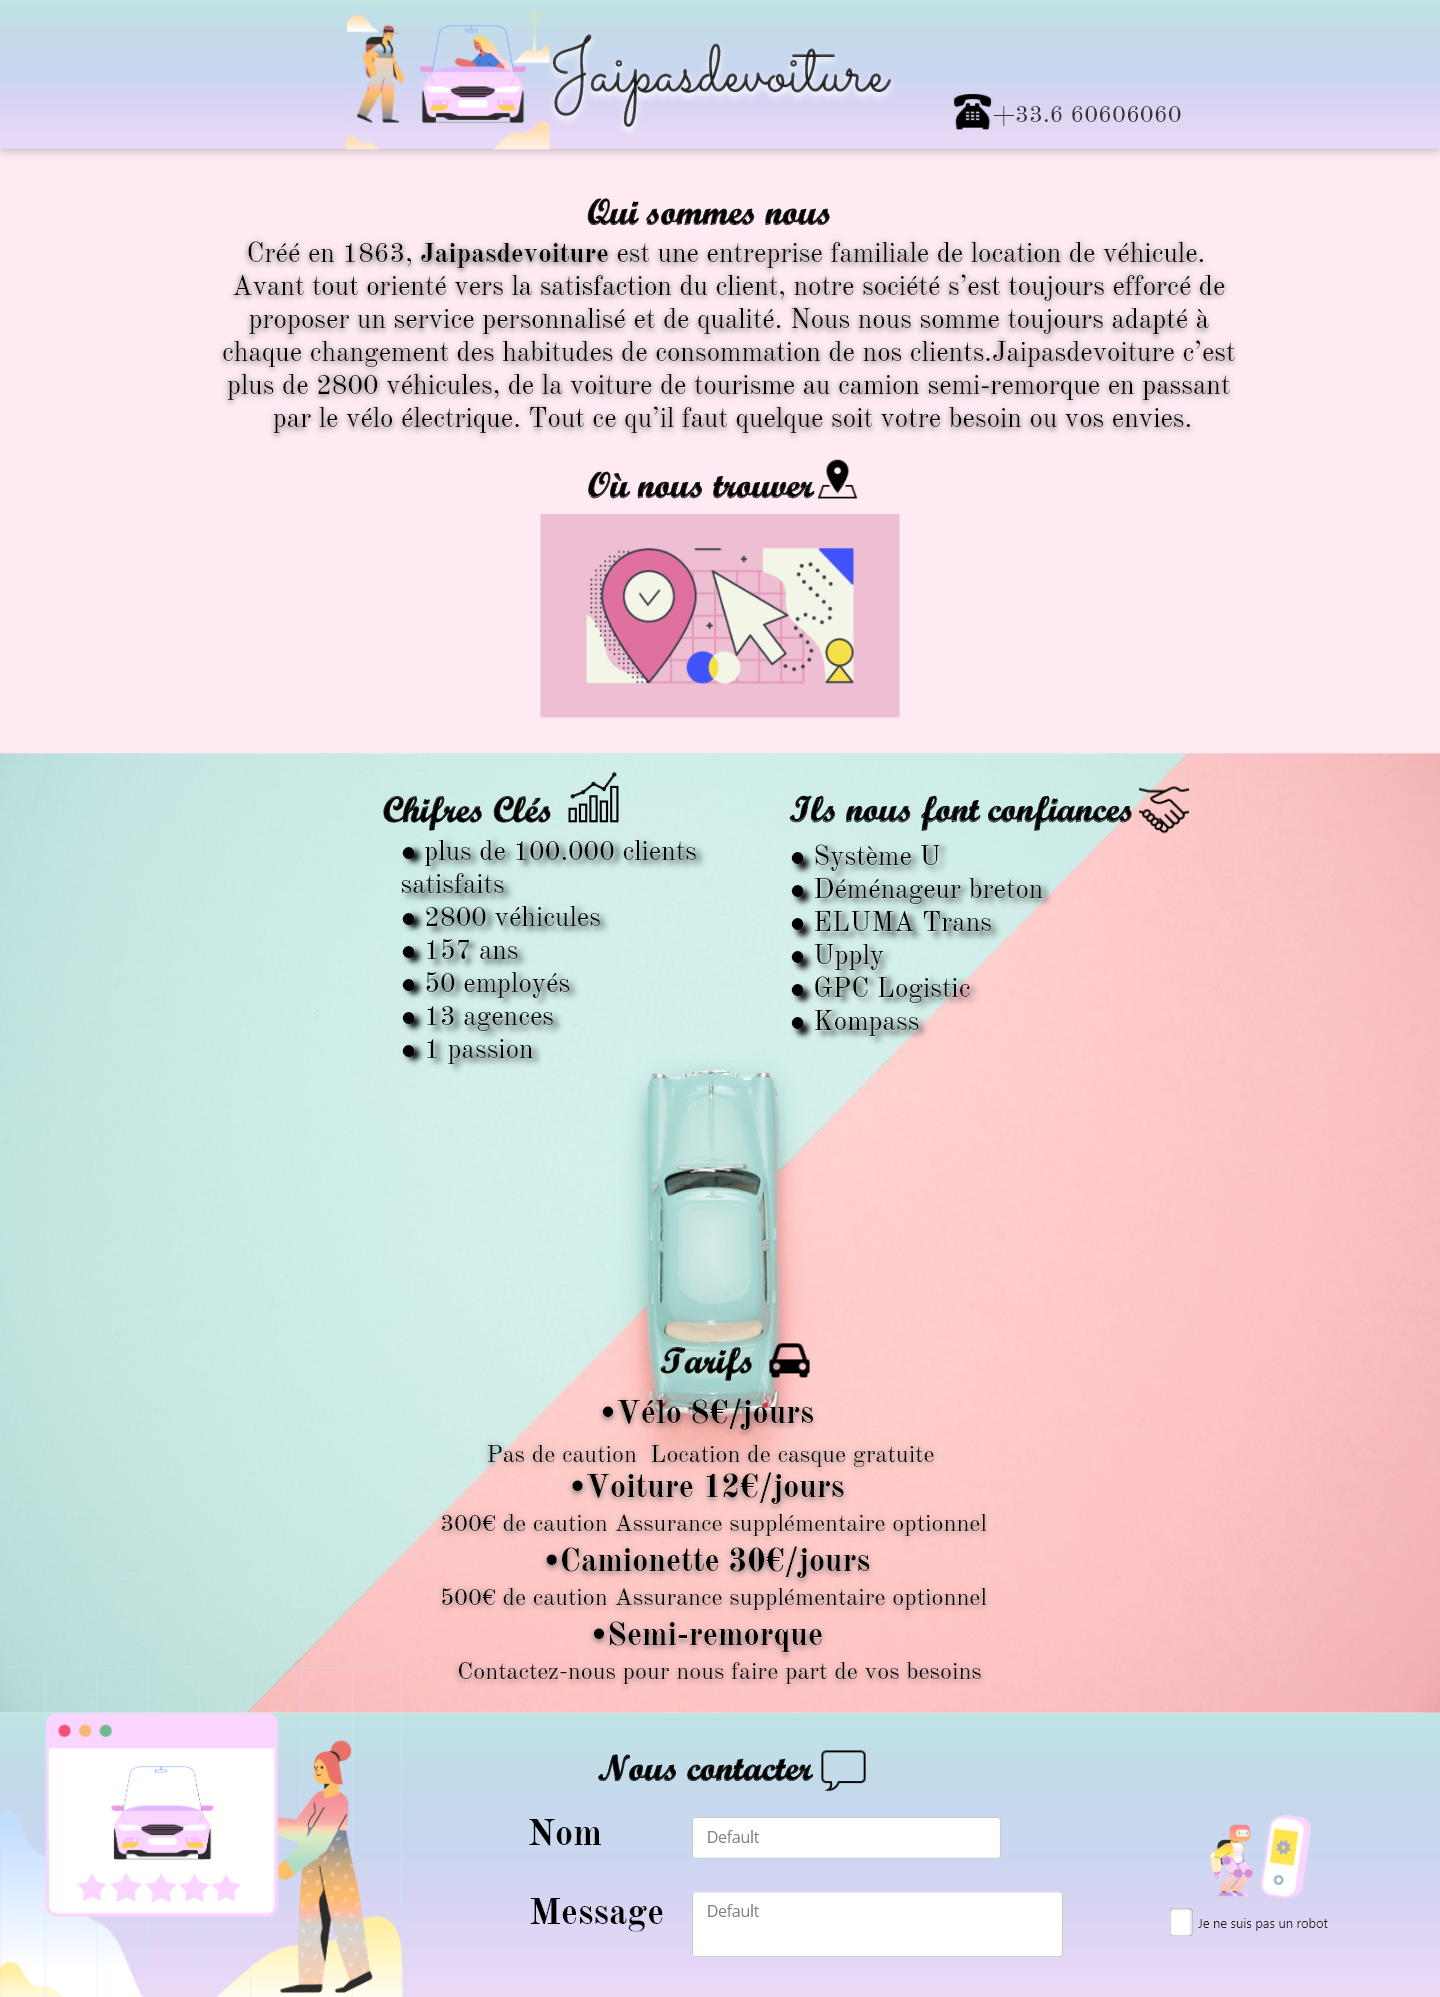 Jaipasdevoiture
+33.6 60606060
Qui sommes nous
Créé en 1863, Jaipasdevoiture est une entreprise familiale de location de véhicule.
Avant tout orienté vers la satisfaction du client, notre société s’est toujours efforcé de
proposer un service personnalisé et de qualité. Nous nous somme toujours adapté à
chaque changement des habitudes de consommation de nos clients.Jaipasdevoiture c’est
plus de 2800 véhicules, de la voiture de tourisme au camion semi-remorque en passant
par le vélo électrique. Tout ce qu’il faut quelque soit votre besoin ou vos envies.
Où nous trouver
Chifres Clés
● plus de 100.000 clients
satisfaits
● 2800 véhicules
● 157 ans
● 50 employés
● 13 agences
● 1 passion
Ils nous font confiances
● Système U
● Déménageur breton
● ELUMA Trans
● Upply
● GPC Logistic
● Kompass
Tarifs
•Vélo 8€/jours
Pas de caution  Location de casque gratuite
•Voiture 12€/jours
300€ de caution Assurance supplémentaire optionnel
•Camionette 30€/jours
500€ de caution Assurance supplémentaire optionnel
•Semi-remorque
Contactez-nous pour nous faire part de vos besoins
Nous contacter
Nom
Default
Message
Default
Je ne suis pas un robot